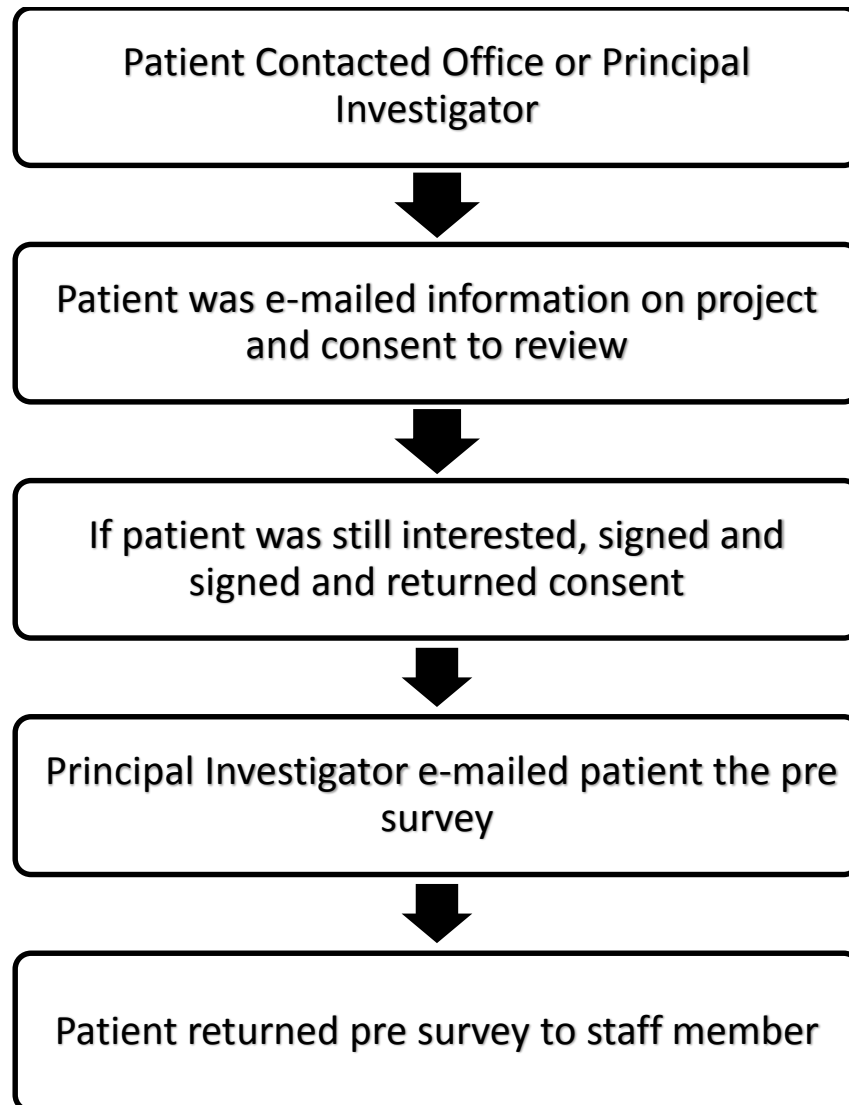 Patient Contacted Office or Principal
Investigator
Patient was e-mailed information on project
and consent to review
If patient was still interested, signed and
signed and returned consent
Principal Investigator e-mailed patient the pre
survey
Patient returned pre survey to staff member